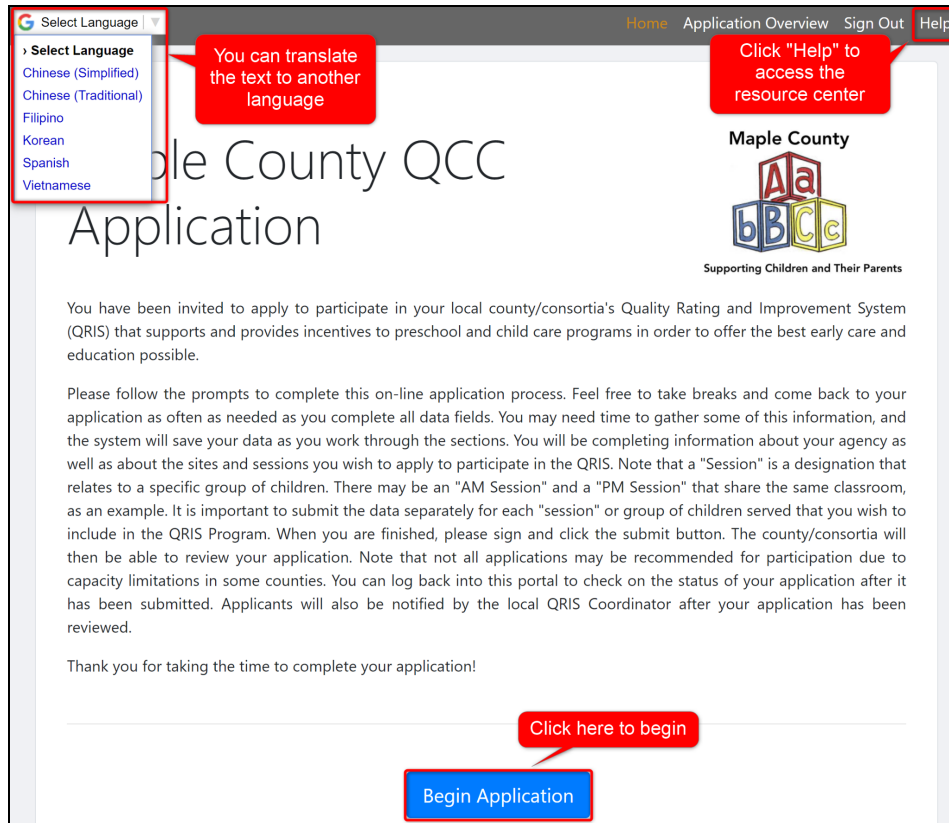 Select Language
Home Application Overview Sign Out Help
› Select Language
Chinese (Simplified)
Chinese (Traditional)
Filipino
Korean
Spanish
Vietnamese
You can translate
the text to another
language
Click "Help" to
access the
resource center
County QCC
Application
Maple County
Aa
bBCc
Supporting Children and Their Parents
You have been invited to apply to participate in your local county/consortia's Quality Rating and Improvement System
(QRIS) that supports and provides incentives to preschool and child care programs in order to offer the best early care and
education possible.
Please follow the prompts to complete this on-line application process. Feel free to take breaks and come back to your
application as often as needed as you complete all data fields. You may need time to gather some of this information, and
the system will save your data as you work through the sections. You will be completing information about your agency as
well as about the sites and sessions you wish to apply to participate in the QRIS. Note that a "Session" is a designation that
relates to a specific group of children. There may be an "AM Session" and a "PM Session" that share the same classroom,
as an example. It is important to submit the data separately for each "session" or group of children served that you wish to
include in the QRIS Program. When you are finished, please sign and click the submit button. The county/consortia will
then be able to review your application. Note that not all applications may be recommended for participation due to
capacity limitations in some counties. You can log back into this portal to check on the status of your application after it
has been submitted. Applicants will also be notified by the local QRIS Coordinator after your application has been
reviewed.
Thank you for taking the time to complete your application!
Click here to begin
Begin Application